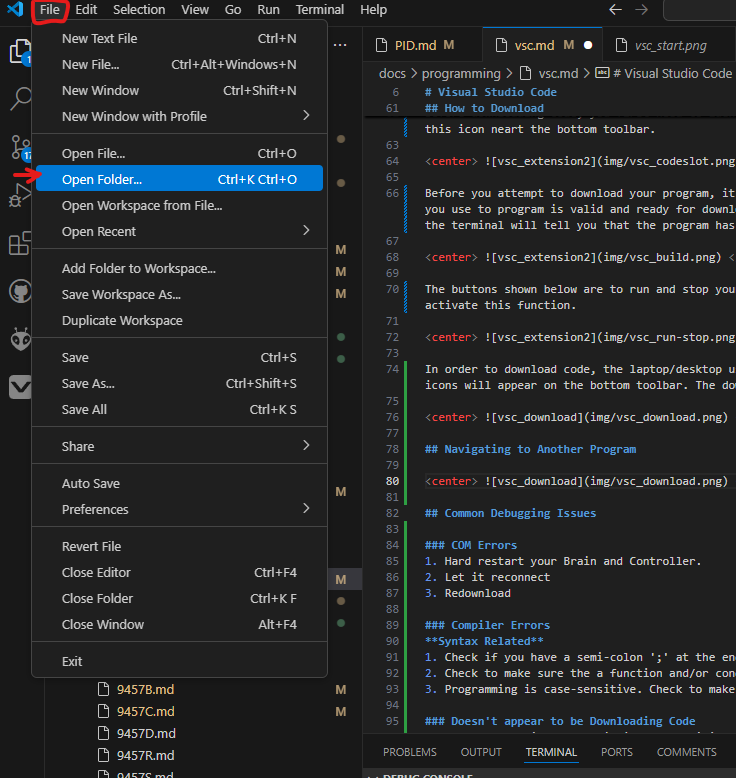 File Edit Selection View Go Run Terminal Help
New Text File Ctrl+N
New File... Ctrl+Alt+Windows+N
New Window Ctrl+Shift+N
New Window with Profile
Open File... Ctrl+O
Open Folder... Ctrl+K Ctrl+O
Open Workspace from File...
Open Recent
Add Folder to Workspace...
Save Workspace As...
Duplicate Workspace
Save Ctrl+S
Save As... Ctrl+Shift+S
Save All Ctrl+K S
Share
Auto Save
Preferences
Revert File
Close Editor Ctrl+F4
Close Folder Ctrl+K F
Close Window Alt+F4
Exit
1
17
M
M
M
M
M
9457B.md M
9457C.md M
9457D.md
9457R.md
9457S.md
PID.md M vsc.md M vsc_start.png
docs > programming > vsc.md > # Visual Studio Code
6 # Visual Studio Code
61 ## How to Download
this icon neart the bottom toolbar.
63
64 <center> ![vsc_extension2](img/vsc_codeslot.png
65
66 Before you attempt to download your program, it
you use to program is valid and ready for downl
the terminal will tell you that the program has
67
68 <center> ![vsc_extension2](img/vsc_build.png) <
69
70 The buttons shown below are to run and stop you
activate this function.
71
72 <center> ![vsc_extension2](img/vsc_run-stop.png
73
74 In order to download code, the laptop/desktop u
icons will appear on the bottom toolbar. The do
75
76 <center> ![vsc_download](img/vsc_download.png)
77
78 ## Navigating to Another Program
79
80 <center> ![vsc_download](img/vsc_download.png)
81
82 ## Common Debugging Issues
83
84 ### COM Errors
85 1. Hard restart your Brain and Controller.
86 2. Let it reconnect
87 3. Redownload
88
89 ### Compiler Errors
90 **Syntax Related**
91 1. Check if you have a semi-colon ';' at the en
92 2. Check to make sure the a function and/or con
93 3. Programming is case-sensitive. Check to make
94
95 ### Doesn't appear to be Downloading Code
PROBLEMS OUTPUT TERMINAL PORTS COMMENTS
DEBUG CONSOLE